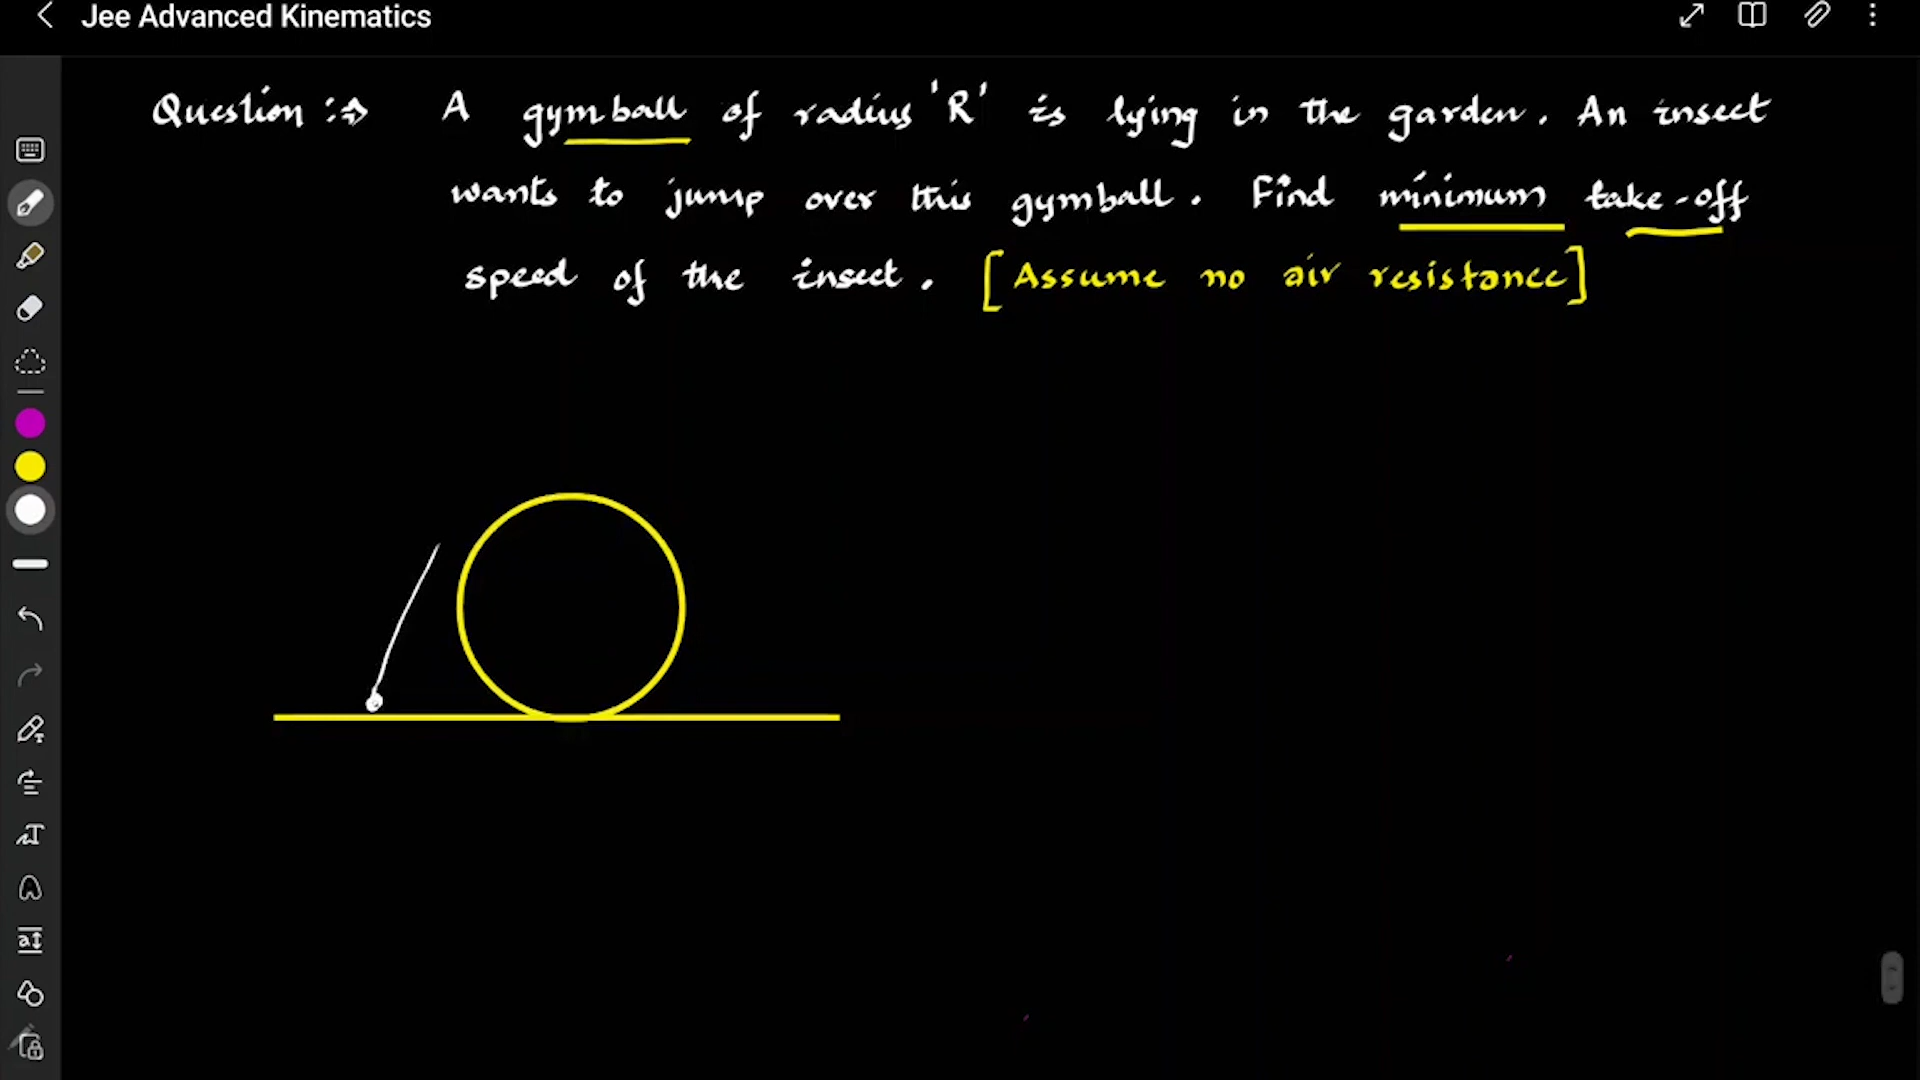 Jee Advanced Kinematics
Question :⇒ A gymball of radius 'R' is lying in the garden. An insect
wants to jump over this gymball. Find minimum take-off
speed of the insect. [Assume no air resistance]